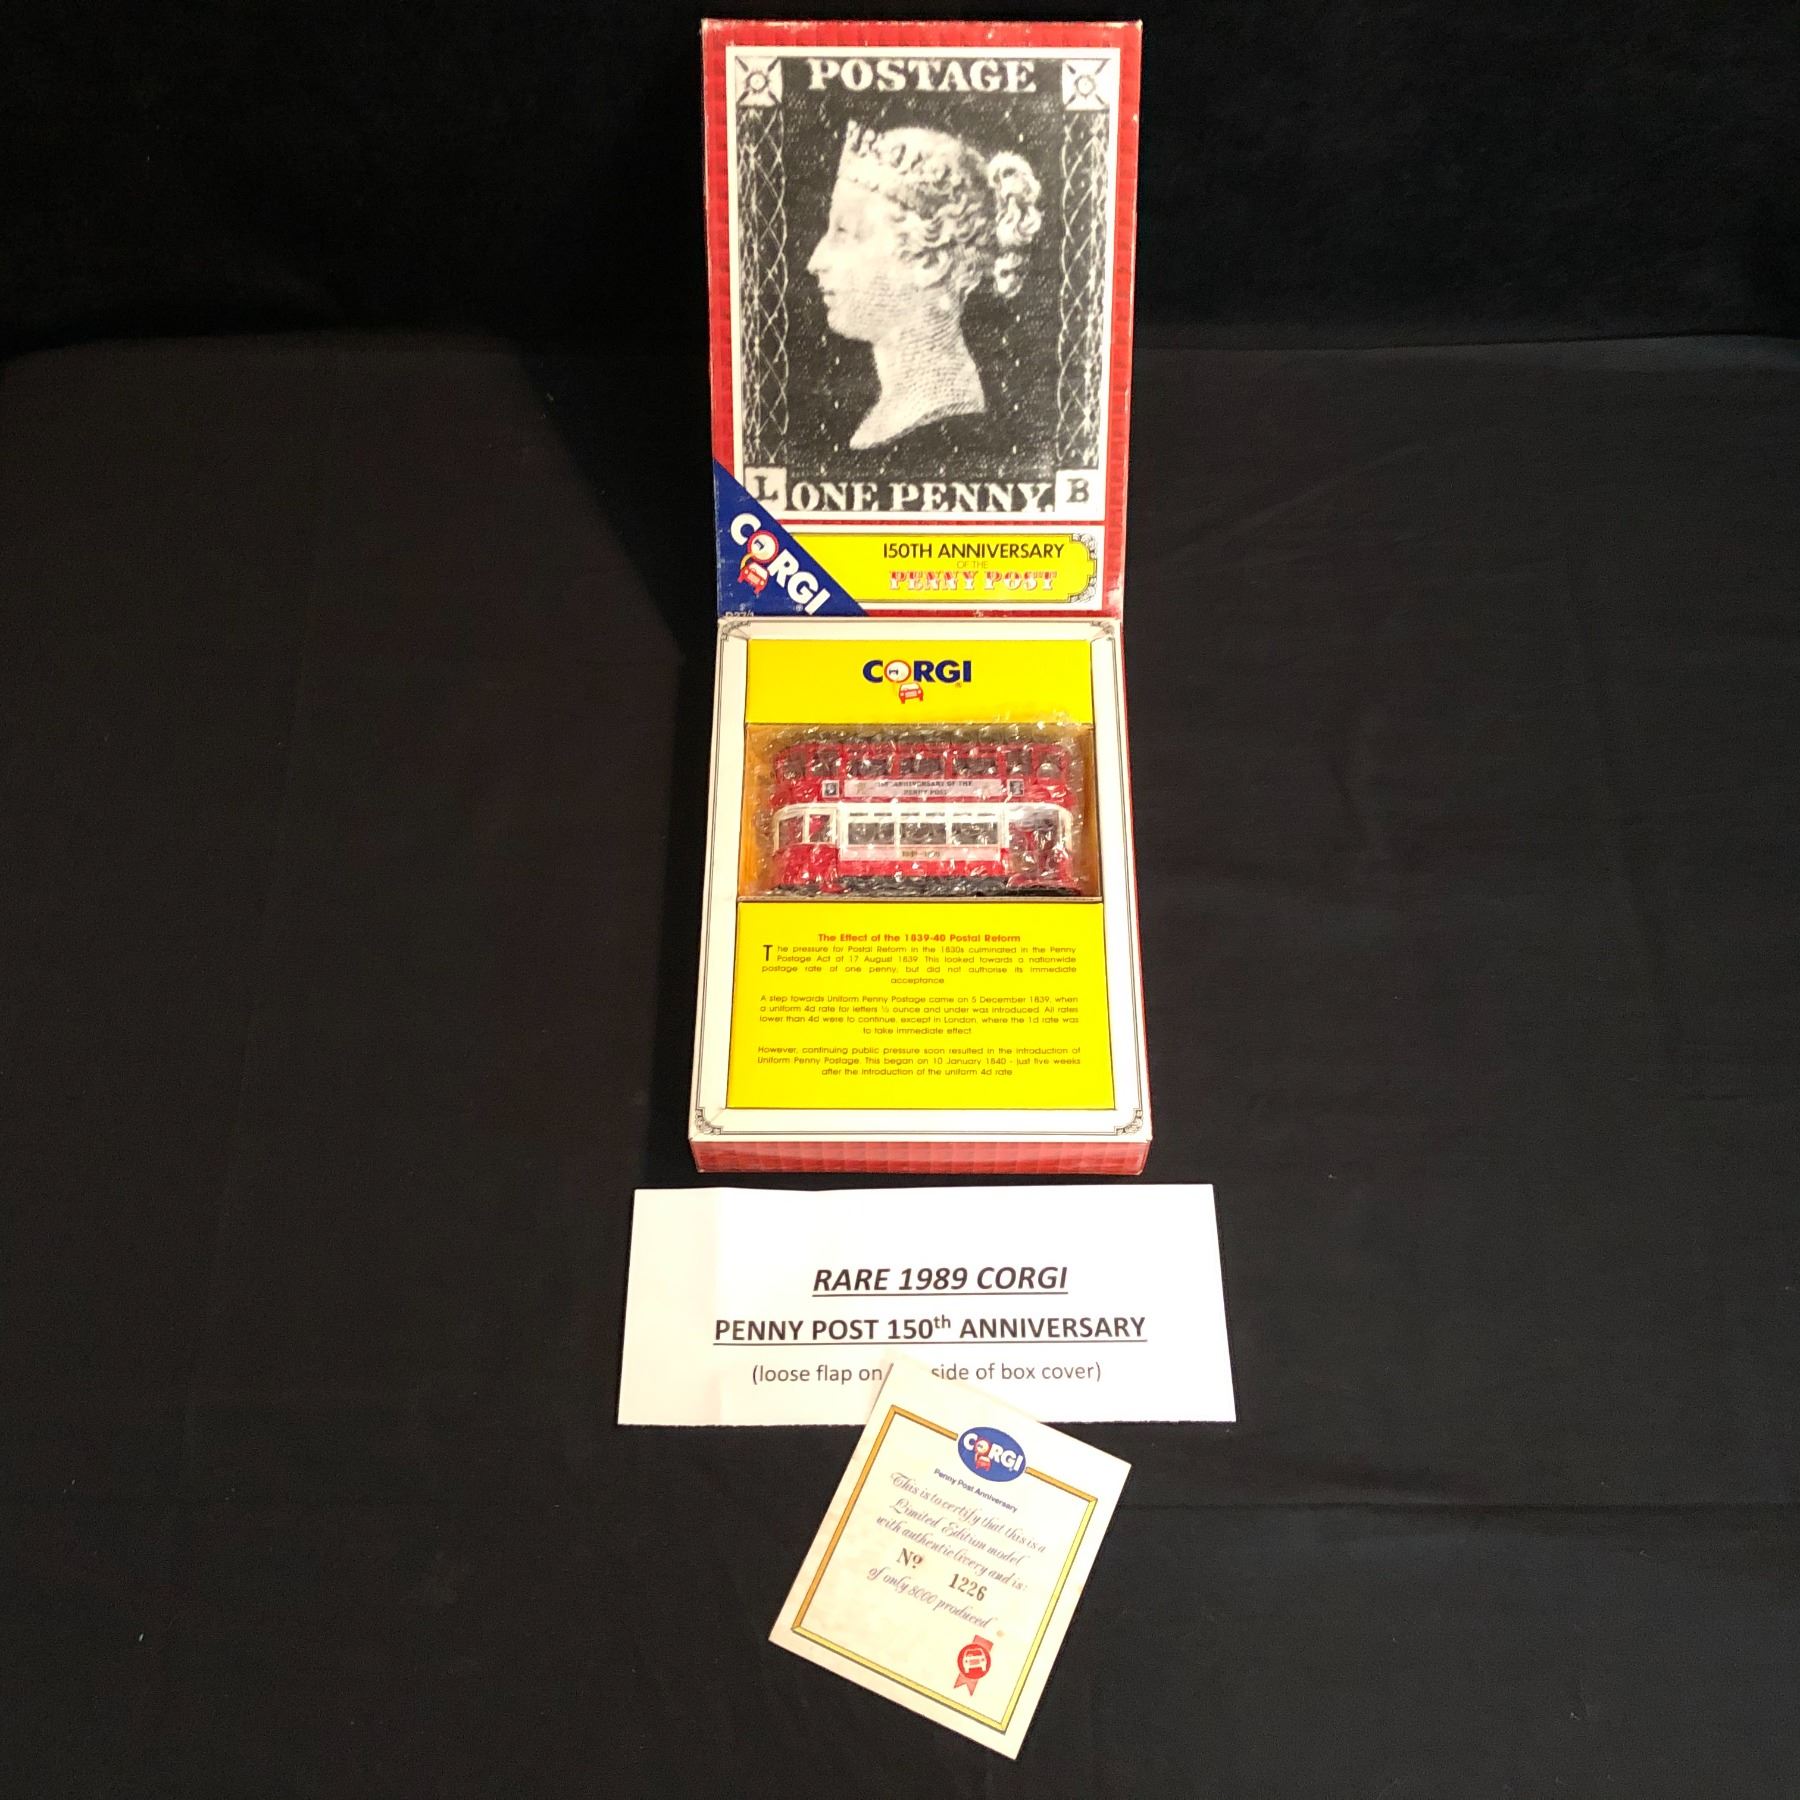 POSTAGE
L ONE PENNY. B
CORGI
150TH ANNIVERSARY
OF THE
PENNY POST
CORGI
ANNIVERSARY OF THE
PENNY POST
The Effect of the 1839-40 Postal Reform
The pressure for Postal Reform in the 1830s culminated in the Penny
Postage Act of 17 August 1839. This looked towards a nationwide
postage rate of one penny, but did not authorise its immediate
acceptance.
A step towards Uniform Penny Postage came on 5 December 1839, when
a uniform 4d rate for letters ½ ounce and under was introduced. All rates
lower than 4d were to continue, except in London, where the 1d rate was
to take immediate effect.
However, continuing public pressure soon resulted in the introduction of
Uniform Penny Postage. This began on 10 January 1840 - just five weeks
after the introduction of the uniform 4d rate.
RARE 1989 CORGI
PENNY POST 150th ANNIVERSARY
(loose flap on side of box cover)
CORGI
Penny Post Anniversary
This is to certify that this is a
Limited Edition model
with authentic livery and is:
No 1226
of only 8000 produced